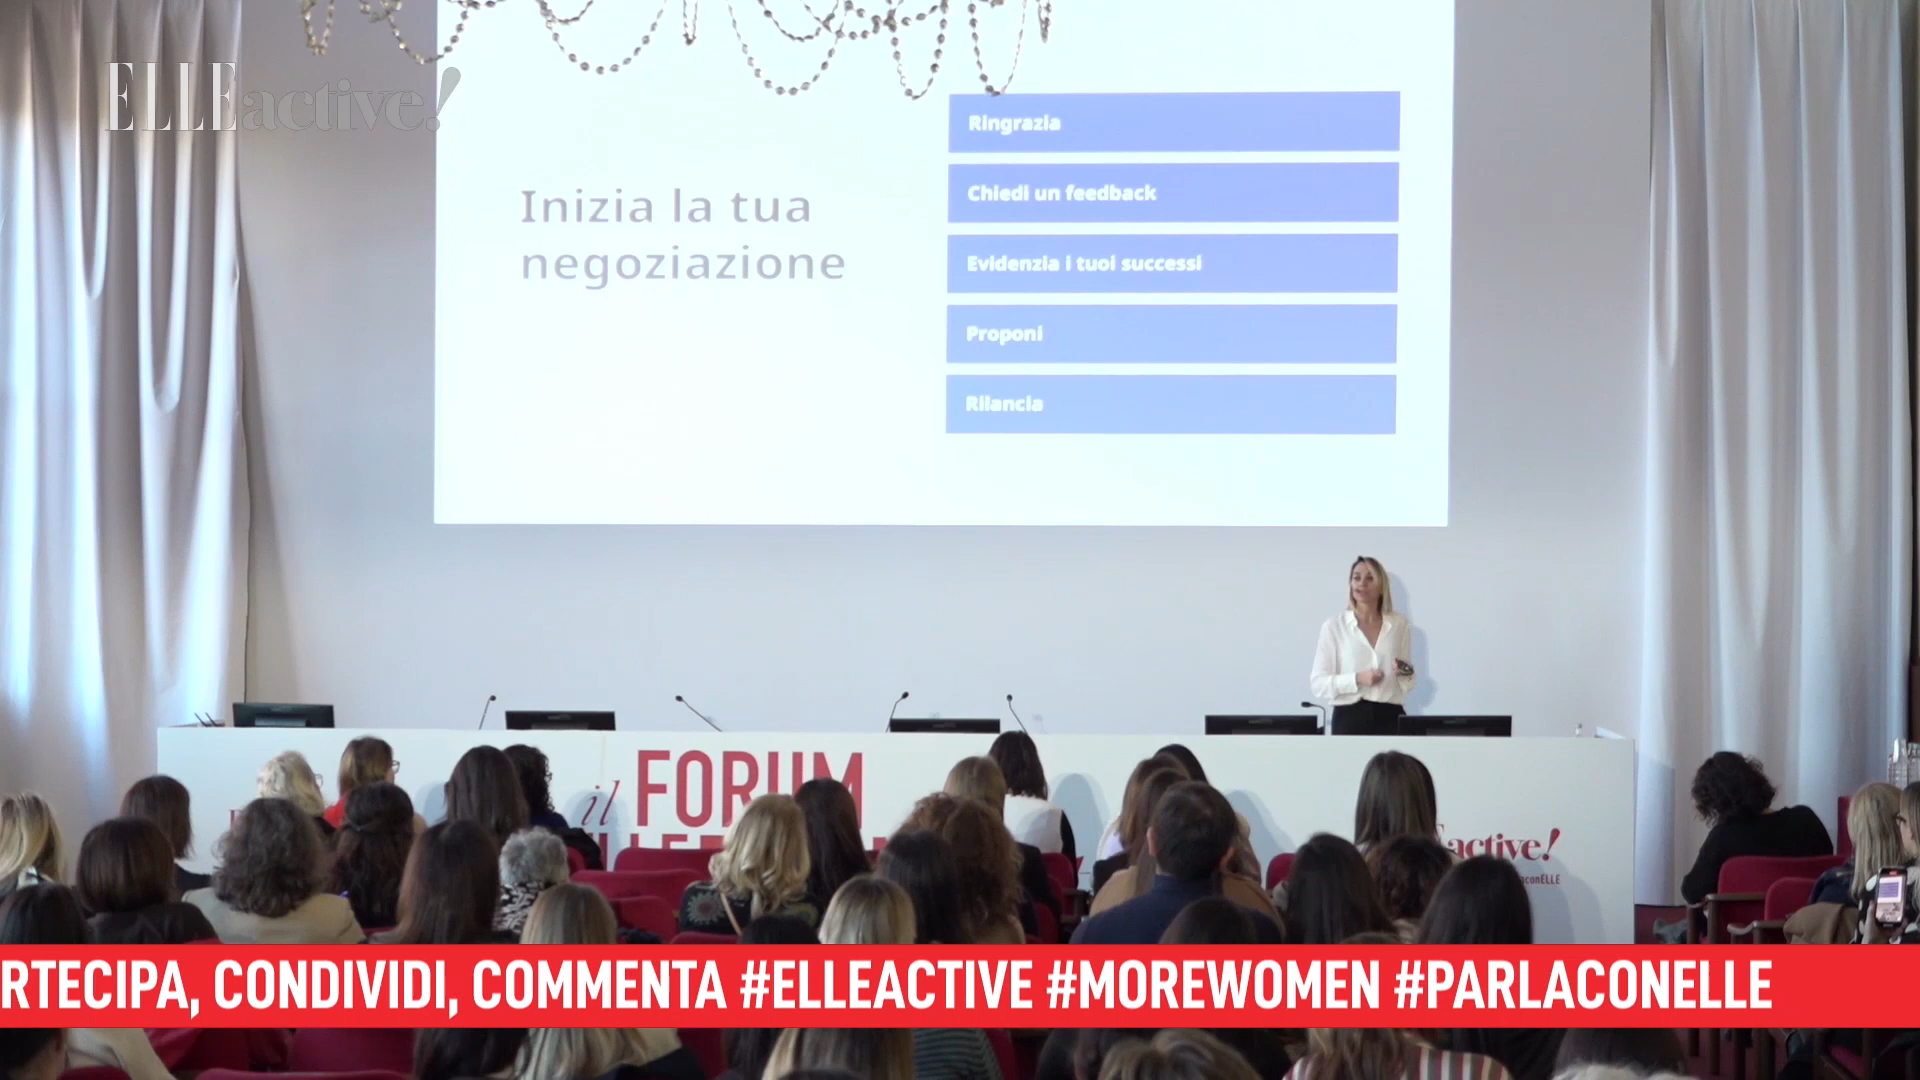 ELLEactive!
Inizia la tua
negoziazione
Ringrazia
Chiedi un feedback
Evidenzia i tuoi successi
Proponi
Rilancia
il FORUM
active!
RTECIPA, CONDIVIDI, COMMENTA #ELLEACTIVE #MOREWOMEN #PARLACONELLE